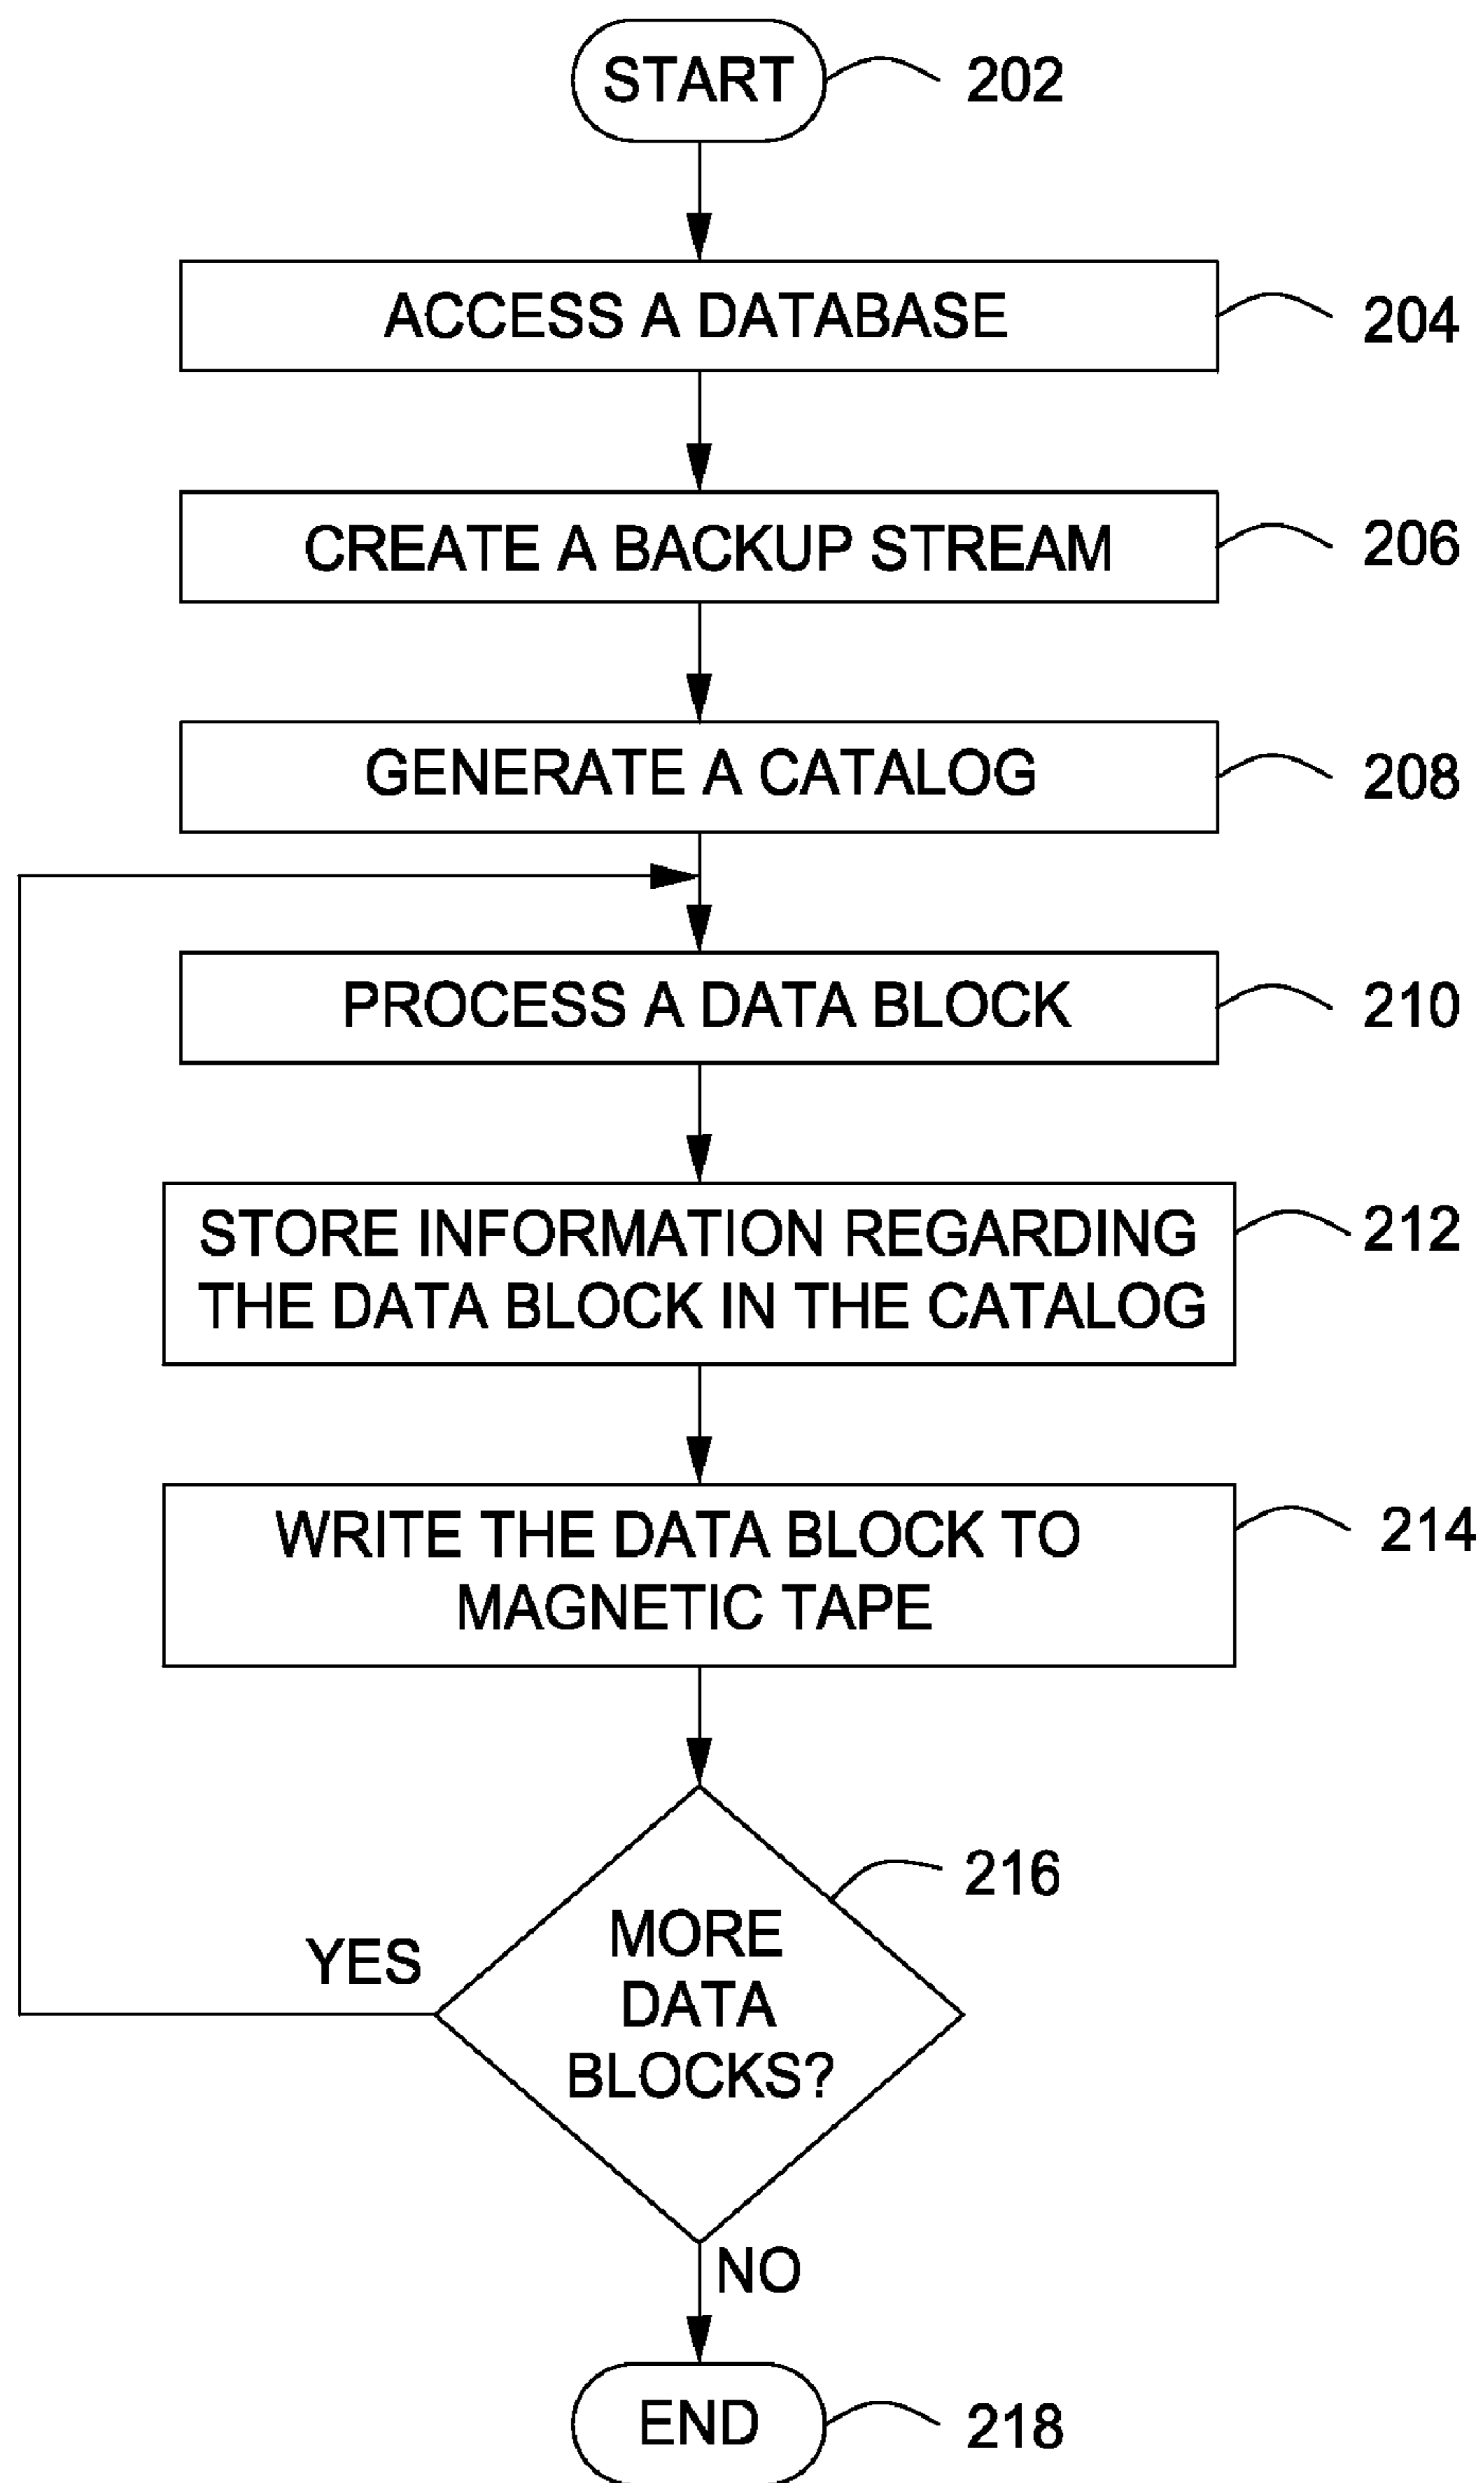 START
202
ACCESS A DATABASE
204
CREATE A BACKUP STREAM
206
GENERATE A CATALOG
208
PROCESS A DATA BLOCK
210
STORE INFORMATION REGARDING
THE DATA BLOCK IN THE CATALOG
212
WRITE THE DATA BLOCK TO
MAGNETIC TAPE
214
216
MORE
DATA
BLOCKS?
YES
NO
END
218